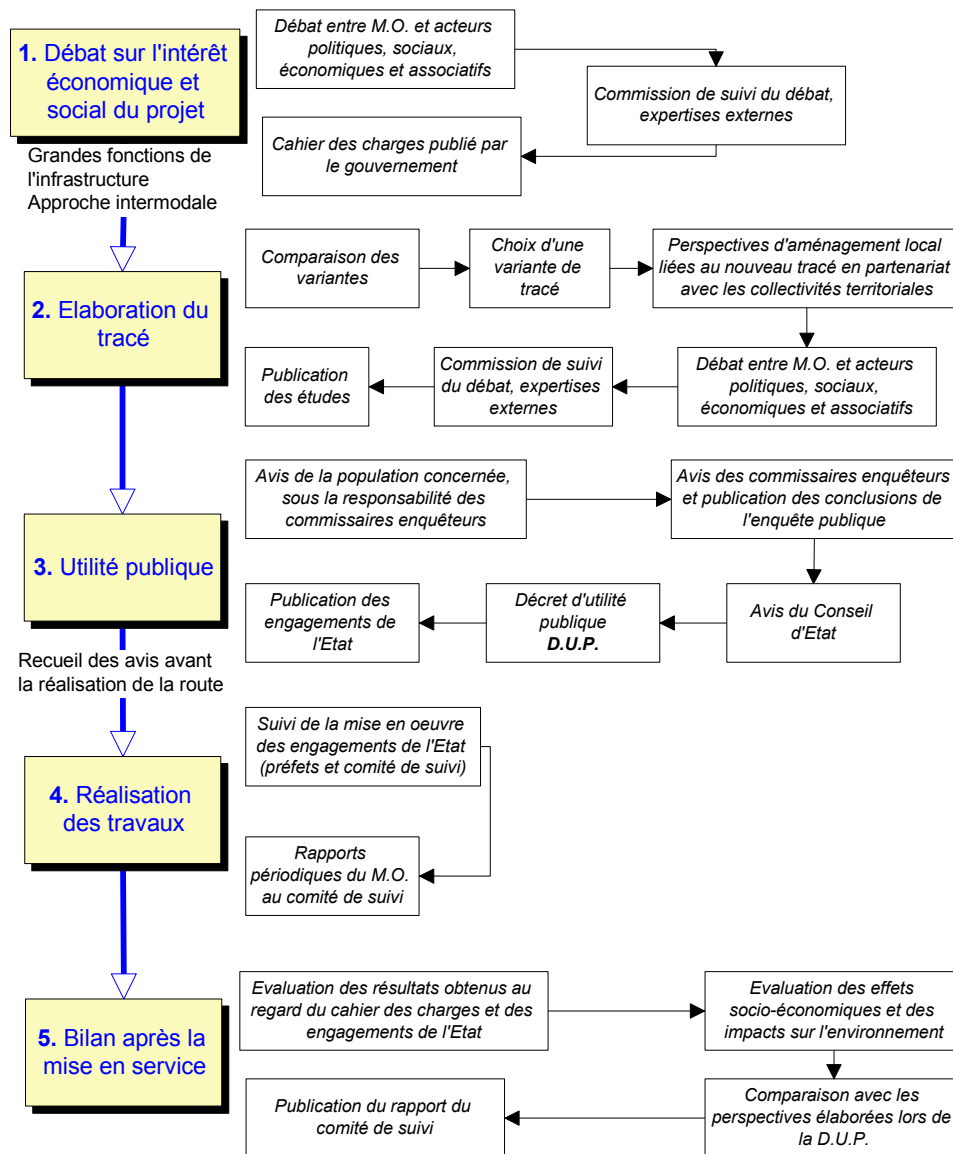 1. Débat sur l'intérêt
économique et
social du projet
Débat entre M.O. et acteurs
politiques, sociaux,
économiques et associatifs
Commission de suivi du débat,
expertises externes
Cahier des charges publié par
le gouvernement
Grandes fonctions de
l'infrastructure
Approche intermodale
2. Elaboration du
tracé
Comparaison des
variantes
Choix d'une
variante de
tracé
Perspectives d'aménagement local
liées au nouveau tracé en partenariat
avec les collectivités territoriales
Débat entre M.O. et acteurs
politiques, sociaux,
économiques et associatifs
Commission de suivi
du débat, expertises
externes
Publication
des études
3. Utilité publique
Avis de la population concernée,
sous la responsabilité des
commissaires enquêteurs
Avis des commissaires enquêteurs
et publication des conclusions de
l'enquête publique
Avis du Conseil
d'Etat
Décret d'utilité
publique
D.U.P.
Publication des
engagements de
l'Etat
Recueil des avis avant
la réalisation de la route
4. Réalisation
des travaux
Suivi de la mise en oeuvre
des engagements de l'Etat
(préfets et comité de suivi)
Rapports
périodiques du M.O.
au comité de suivi
5. Bilan après la
mise en service
Evaluation des résultats obtenus au
regard du cahier des charges et des
engagements de l'Etat
Evaluation des effets
socio-économiques et des
impacts sur l'environnement
Comparaison avec les
perspectives élaborées lors de
la D.U.P.
Publication du rapport du
comité de suivi